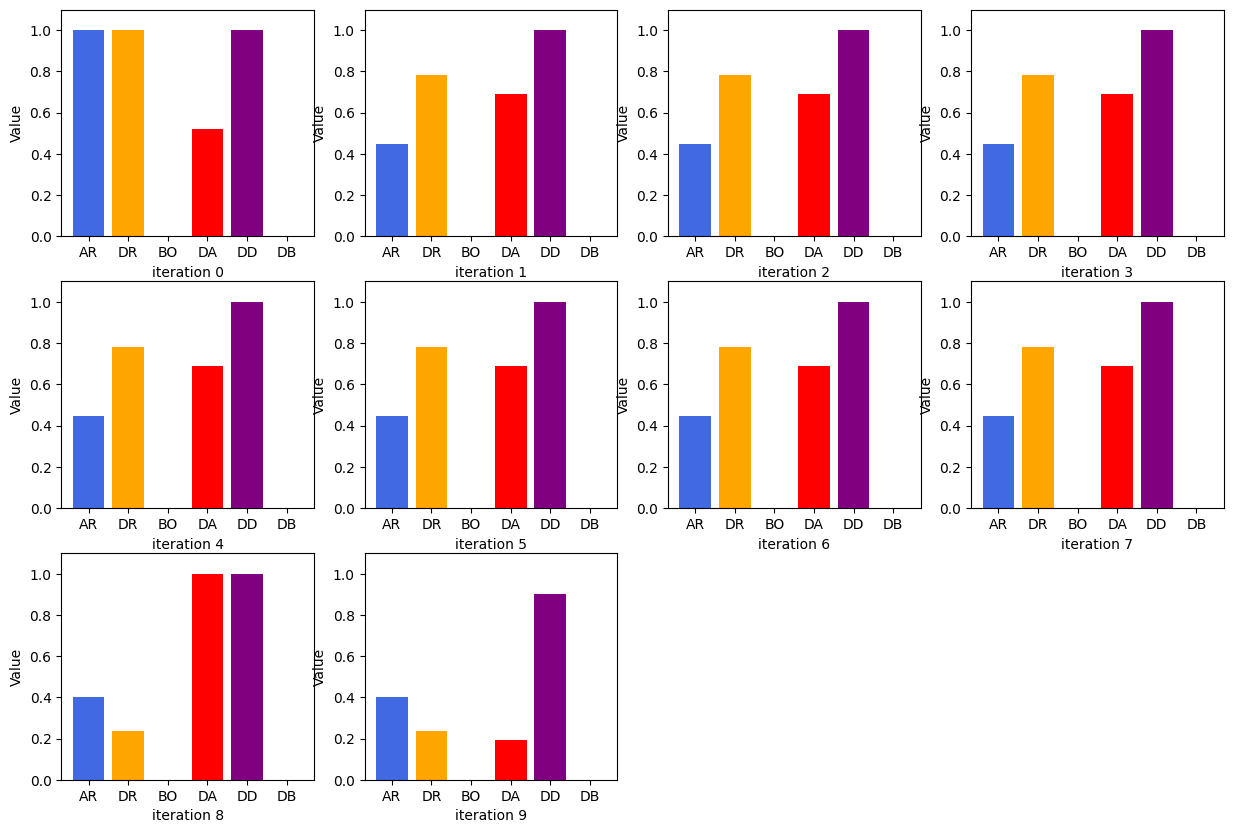 Value
1.0
0.8
0.6
0.4
0.2
0.0
AR DR BO DA DD DB
iteration 0
Value
1.0
0.8
0.6
0.4
0.2
0.0
AR DR BO DA DD DB
iteration 1
Value
1.0
0.8
0.6
0.4
0.2
0.0
AR DR BO DA DD DB
iteration 2
Value
1.0
0.8
0.6
0.4
0.2
0.0
AR DR BO DA DD DB
iteration 3
Value
1.0
0.8
0.6
0.4
0.2
0.0
AR DR BO DA DD DB
iteration 4
Value
1.0
0.8
0.6
0.4
0.2
0.0
AR DR BO DA DD DB
iteration 5
Value
1.0
0.8
0.6
0.4
0.2
0.0
AR DR BO DA DD DB
iteration 6
Value
1.0
0.8
0.6
0.4
0.2
0.0
AR DR BO DA DD DB
iteration 7
Value
1.0
0.8
0.6
0.4
0.2
0.0
AR DR BO DA DD DB
iteration 8
Value
1.0
0.8
0.6
0.4
0.2
0.0
AR DR BO DA DD DB
iteration 9